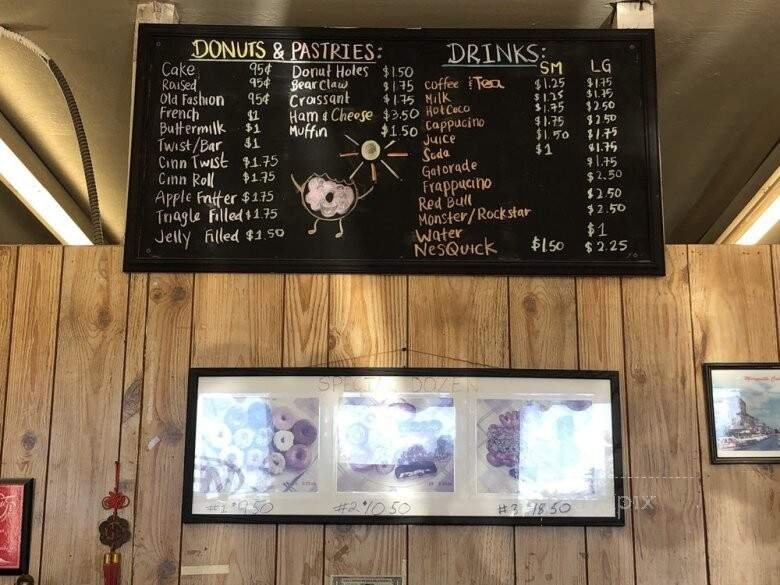 DONUTS & PASTRIES:
Cake 95¢
Raised 95¢
Old Fashion 95¢
French $1
Buttermilk $1
Twist/Bar $1
Cinn Twist $1.75
Cinn Roll $1.75
Apple Fritter $1.75
Triagle Filled $1.75
Jelly Filled $1.50
Donut Holes $1.50
Bear Claw $1.75
Croissant $1.75
Ham & Cheese $3.50
Muffin $1.50
DRINKS:
SM LG
Coffee & Tea $1.25 $1.75
Milk $1.25 $1.75
Hot Coco $1.75 $2.50
Cappucino $1.75 $2.50
Juice $1.50 $1.75
Soda $1 $1.75
Gatorade $1.75
Frappucino $2.50
Red Bull $2.50
Monster/Rockstar $2.50
Water $1
NesQuick $1.50 $2.25
SPECIAL DOZEN
#1 $9.50
#2 $10.50
#3 $18.50
pix